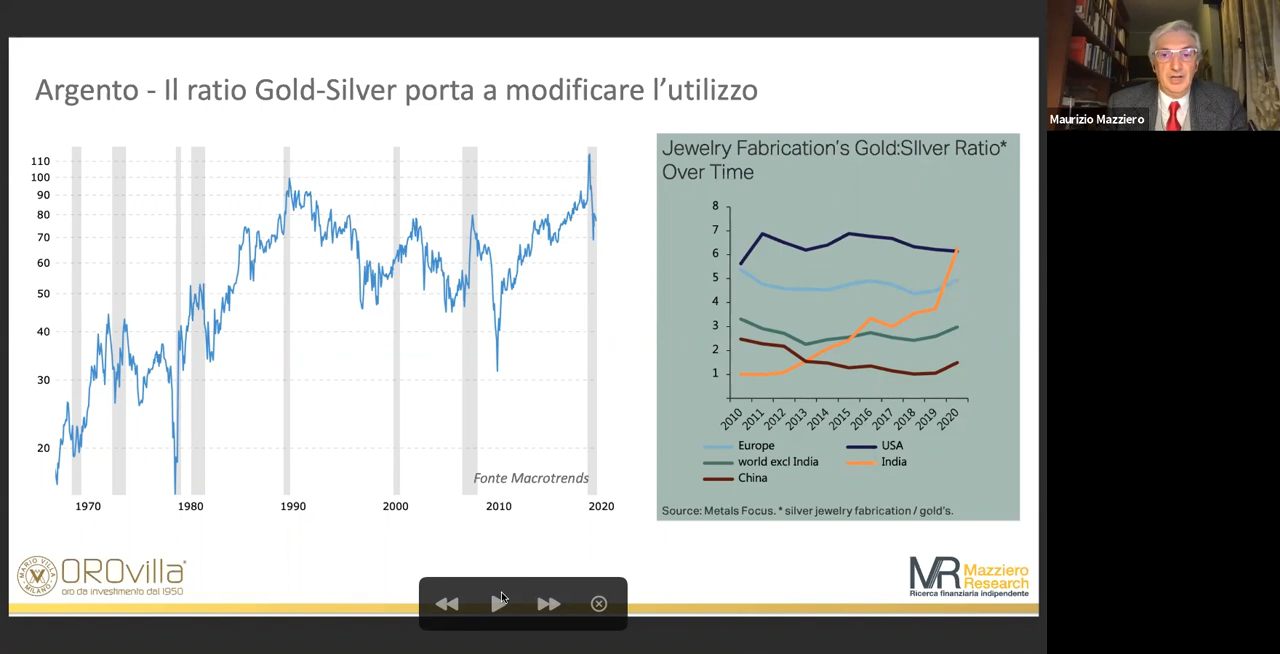 Argento - Il ratio Gold-Silver porta a modificare l'utilizzo
Maurizio Mazziero
110
100
90
80
70
60
50
40
30
20
Fonte Macrotrends
1970
1980
1990
2000
2010
2020
Jewelry Fabrication's Gold:SIlver Ratio*
Over Time
8
7
6
5
4
3
2
1
2010
2011
2012
2013
2014
2015
2016
2017
2018
2019
2020
Europe
USA
world excl India
India
China
Source: Metals Focus. * silver jewelry fabrication / gold's.
MARIO VILLA
MILANO
OROvilla
oro da investimento dal 1950
MR
Mazziero
Research
Ricerca finanziaria indipendente